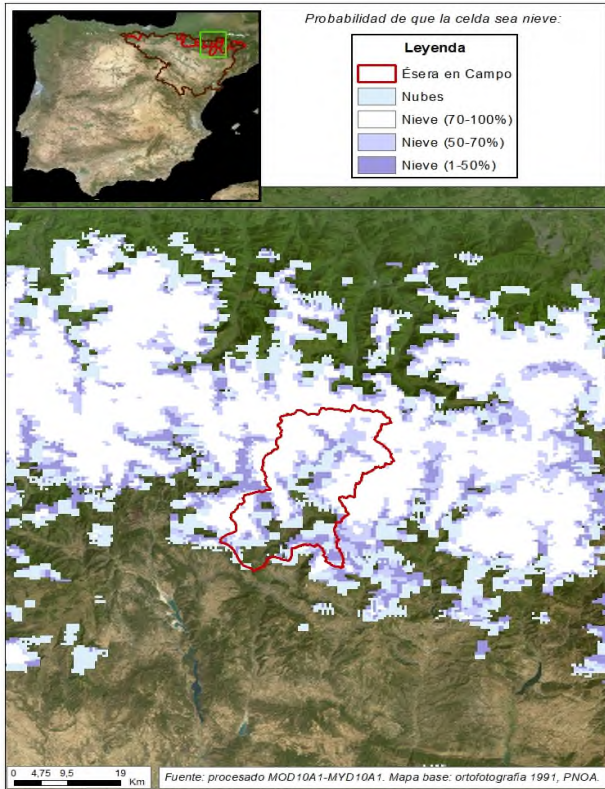 Probabilidad de que la celda sea nieve:
Leyenda
Ésera en Campo
Nubes
Nieve (70-100%)
Nieve (50-70%)
Nieve (1-50%)
0 4,75 9,5 19
Km
Fuente: procesado MOD10A1-MYD10A1. Mapa base: ortofotografía 1991, PNOA.